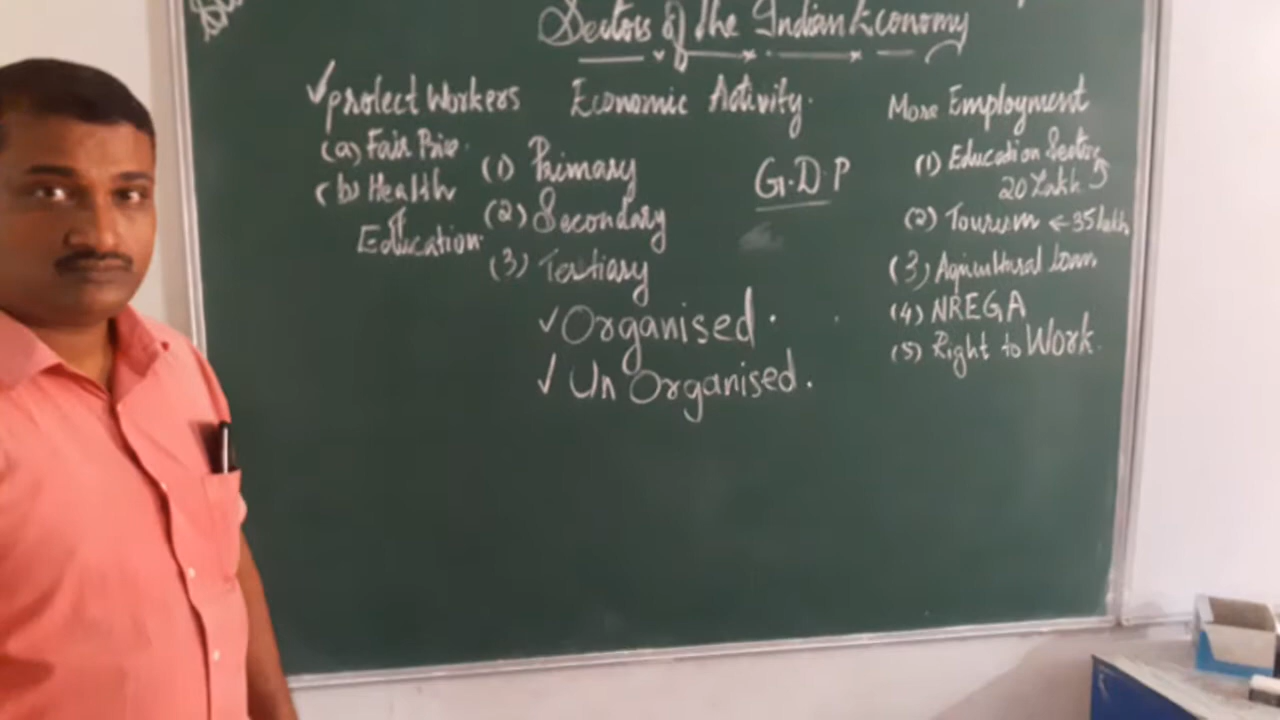 Sectors of the Indian Economy
✓protect Workers
(a) Fair Price
(b) Health
Education
Economic Activity.
(1) Primary
(2) Secondary
(3) Tertiary
✓Organised.
✓Un Organised.
G.D.P
More Employment
(1) Education Sector
20 Lakh
(2) Tourism ← 35 lakh
(3) Agricultural
(4) NREGA
(5) Right to Work.